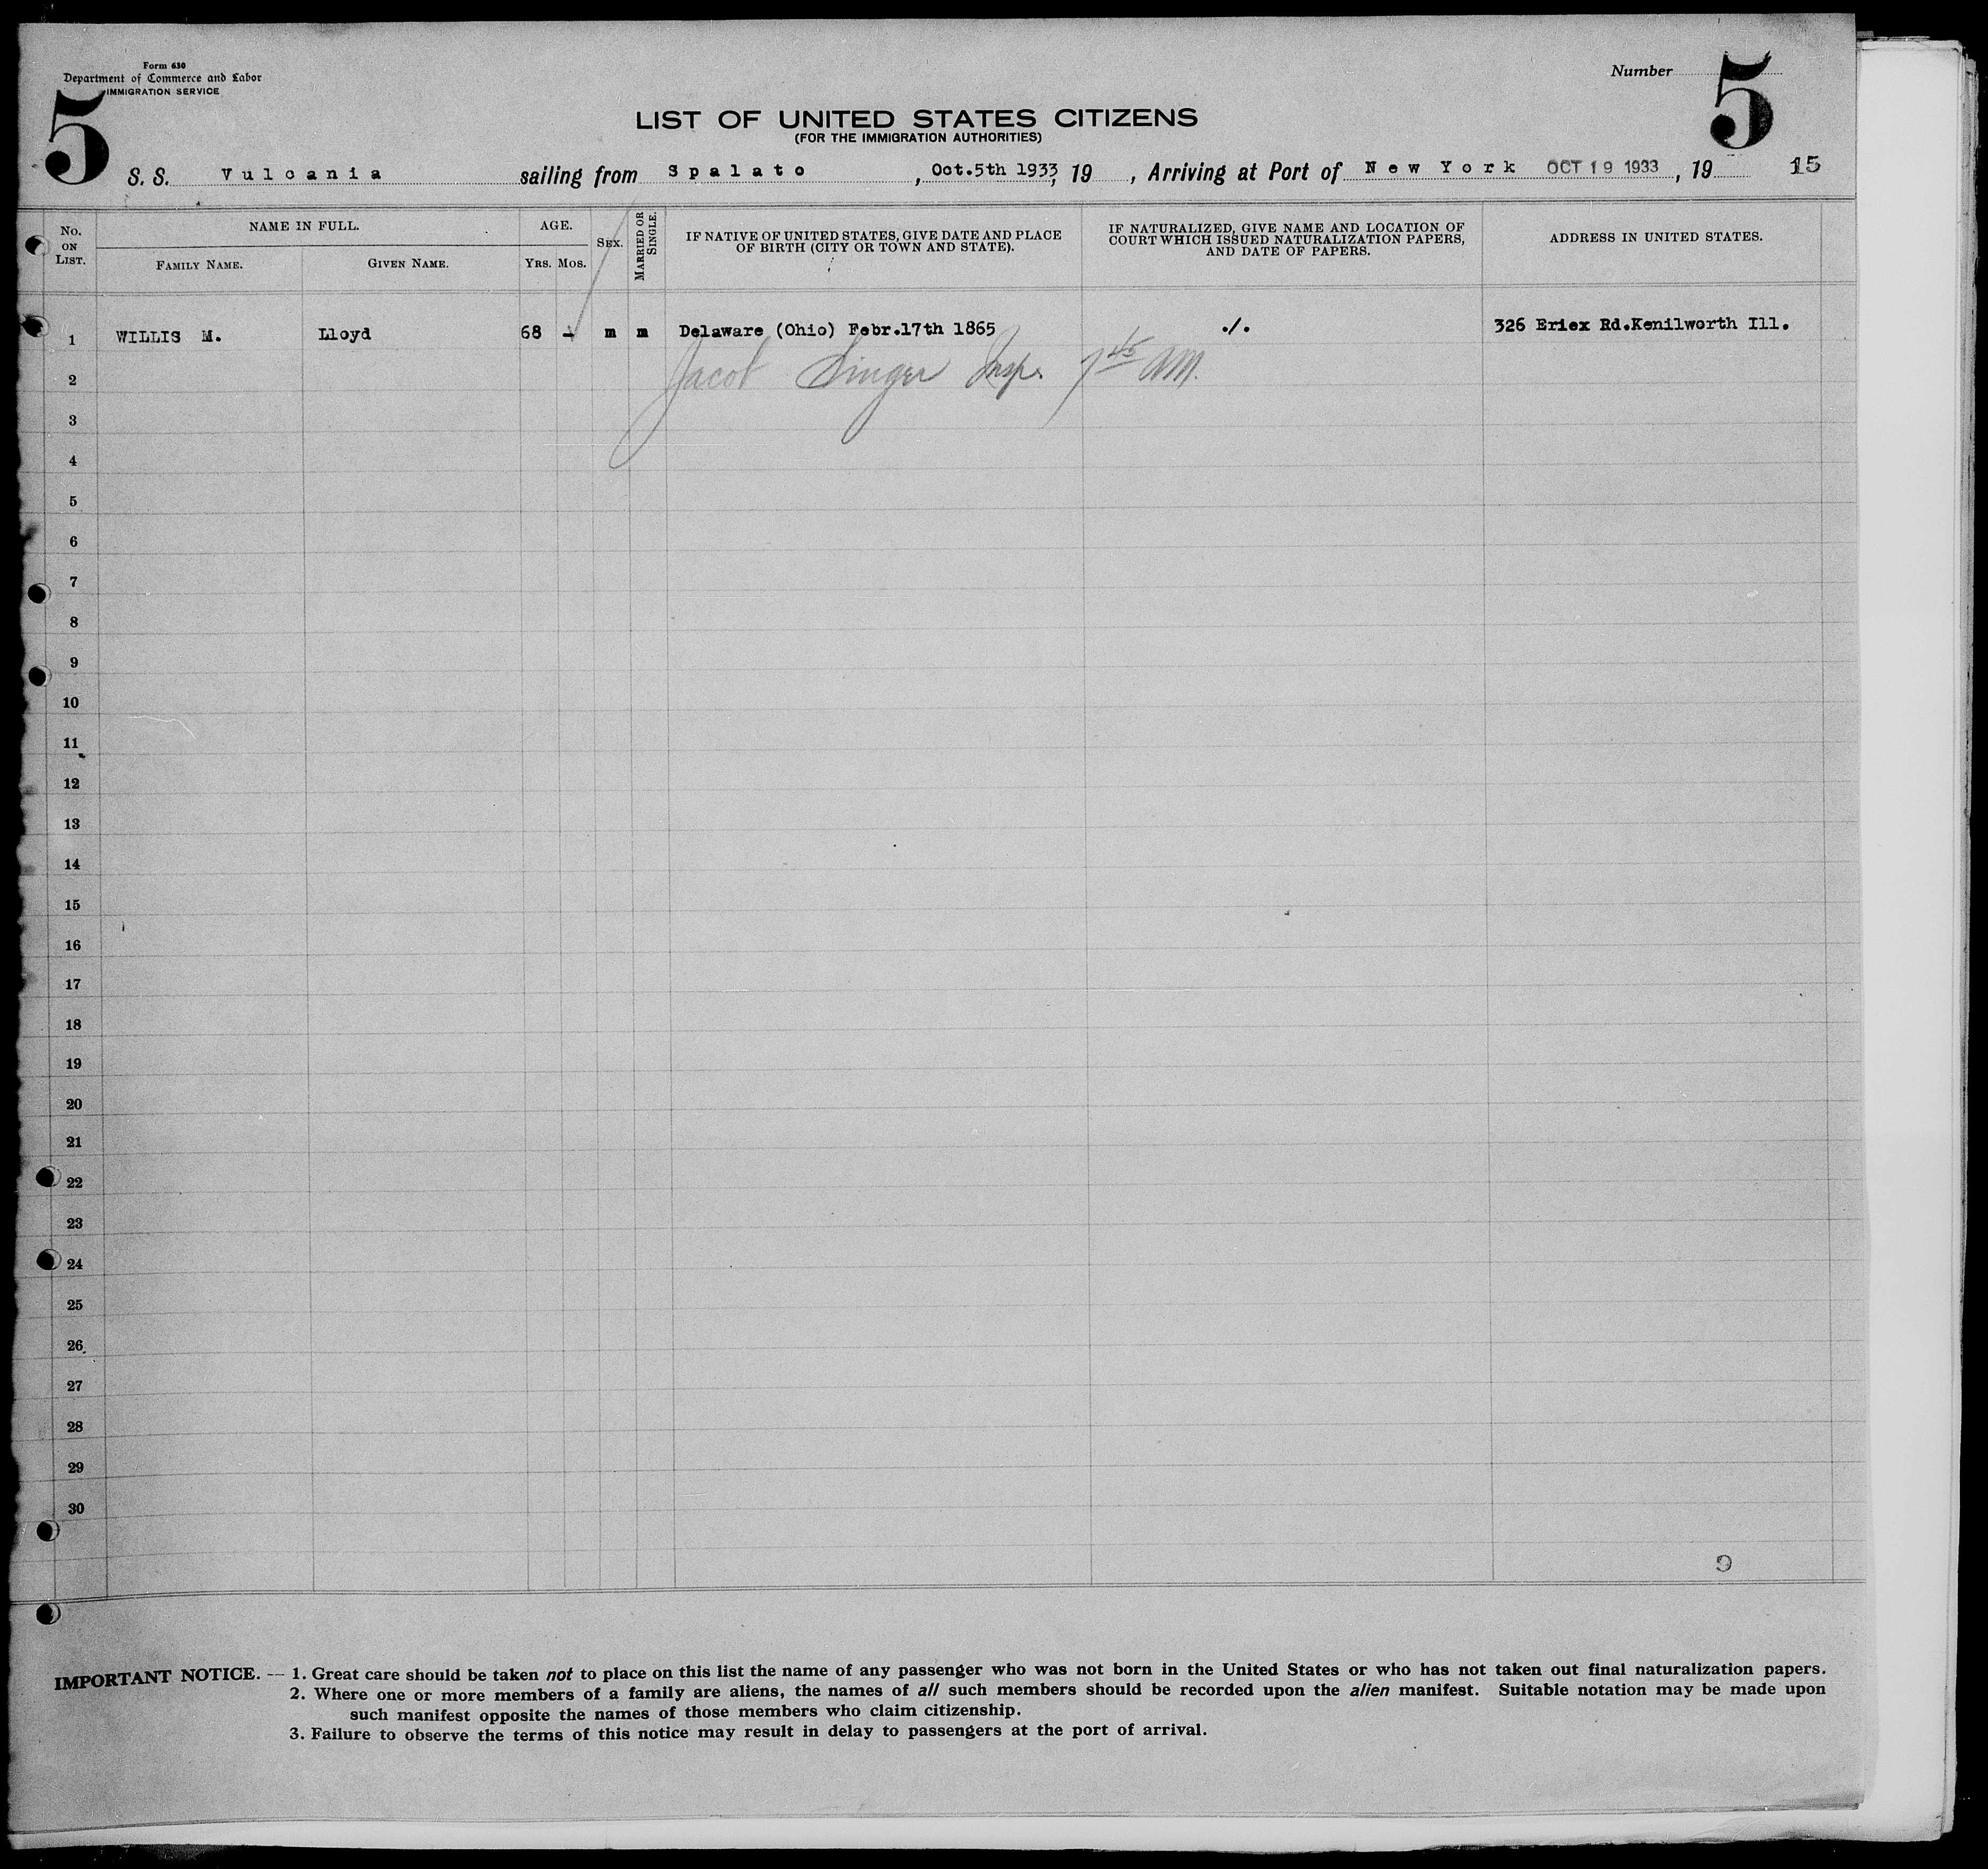 Form 630
Department of Commerce and Labor
IMMIGRATION SERVICE
Number 5
5
LIST OF UNITED STATES CITIZENS
(FOR THE IMMIGRATION AUTHORITIES)
S. S. Vulcania sailing from Spalato , Oct.5th 1933, 19 , Arriving at Port of New York OCT 19 1933, 19 15
No. ON LIST. NAME IN FULL. AGE. SEX. MARRIED OR SINGLE. IF NATIVE OF UNITED STATES, GIVE DATE AND PLACE OF BIRTH (CITY OR TOWN AND STATE). IF NATURALIZED, GIVE NAME AND LOCATION OF COURT WHICH ISSUED NATURALIZATION PAPERS, AND DATE OF PAPERS. ADDRESS IN UNITED STATES.
FAMILY NAME. GIVEN NAME. YRS. MOS.
1 WILLIS M. Lloyd 68 - m m Delaware (Ohio) Febr.17th 1865 ./. 326 Eriex Rd.Kenilworth Ill.
2 Jacob Singer Insp. 7 45 AM.
3
4
5
6
7
8
9
10
11
12
13
14
15
16
17
18
19
20
21
22
23
24
25
26
27
28
29
30
IMPORTANT NOTICE. — 1. Great care should be taken not to place on this list the name of any passenger who was not born in the United States or who has not taken out final naturalization papers.
2. Where one or more members of a family are aliens, the names of all such members should be recorded upon the alien manifest. Suitable notation may be made upon
such manifest opposite the names of those members who claim citizenship.
3. Failure to observe the terms of this notice may result in delay to passengers at the port of arrival.